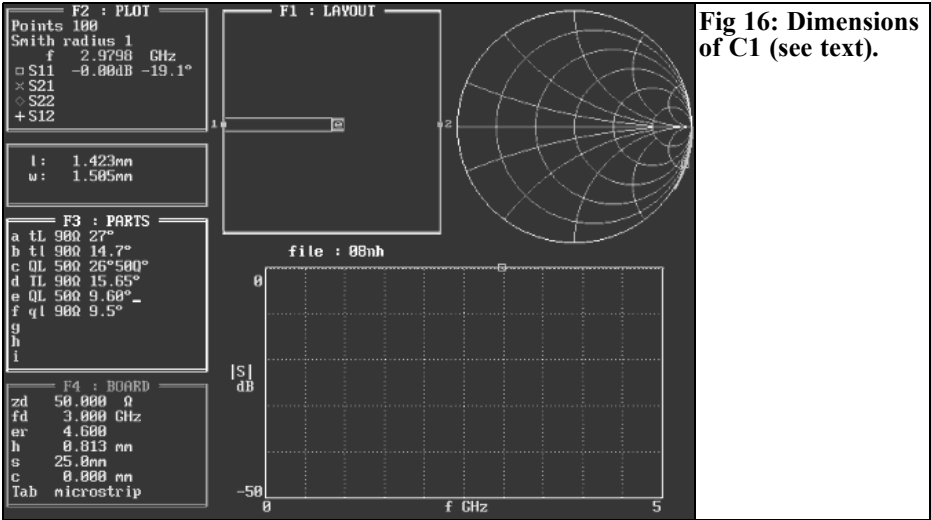 F2 : PLOT
Points 100
Smith radius 1
f 2.9798 GHz
□ S11 -0.00dB -19.1°
× S21
◇ S22
+ S12
l: 1.423mm
w: 1.505mm
F3 : PARTS
a tL 90Ω 27°
b tl 90Ω 14.7°
c QL 50Ω 26°50Q°
d TL 90Ω 15.65°
e QL 50Ω 9.60°_
f ql 90Ω 9.5°
g
h
i
F4 : BOARD
zd 50.000 Ω
fd 3.000 GHz
er 4.600
h 0.813 mm
s 25.0mm
c 0.000 mm
Tab microstrip
F1 : LAYOUT
1
e
2
file : 08nh
0
|S|
dB
-50
0 f GHz 5
Fig 16: Dimensions
of C1 (see text).